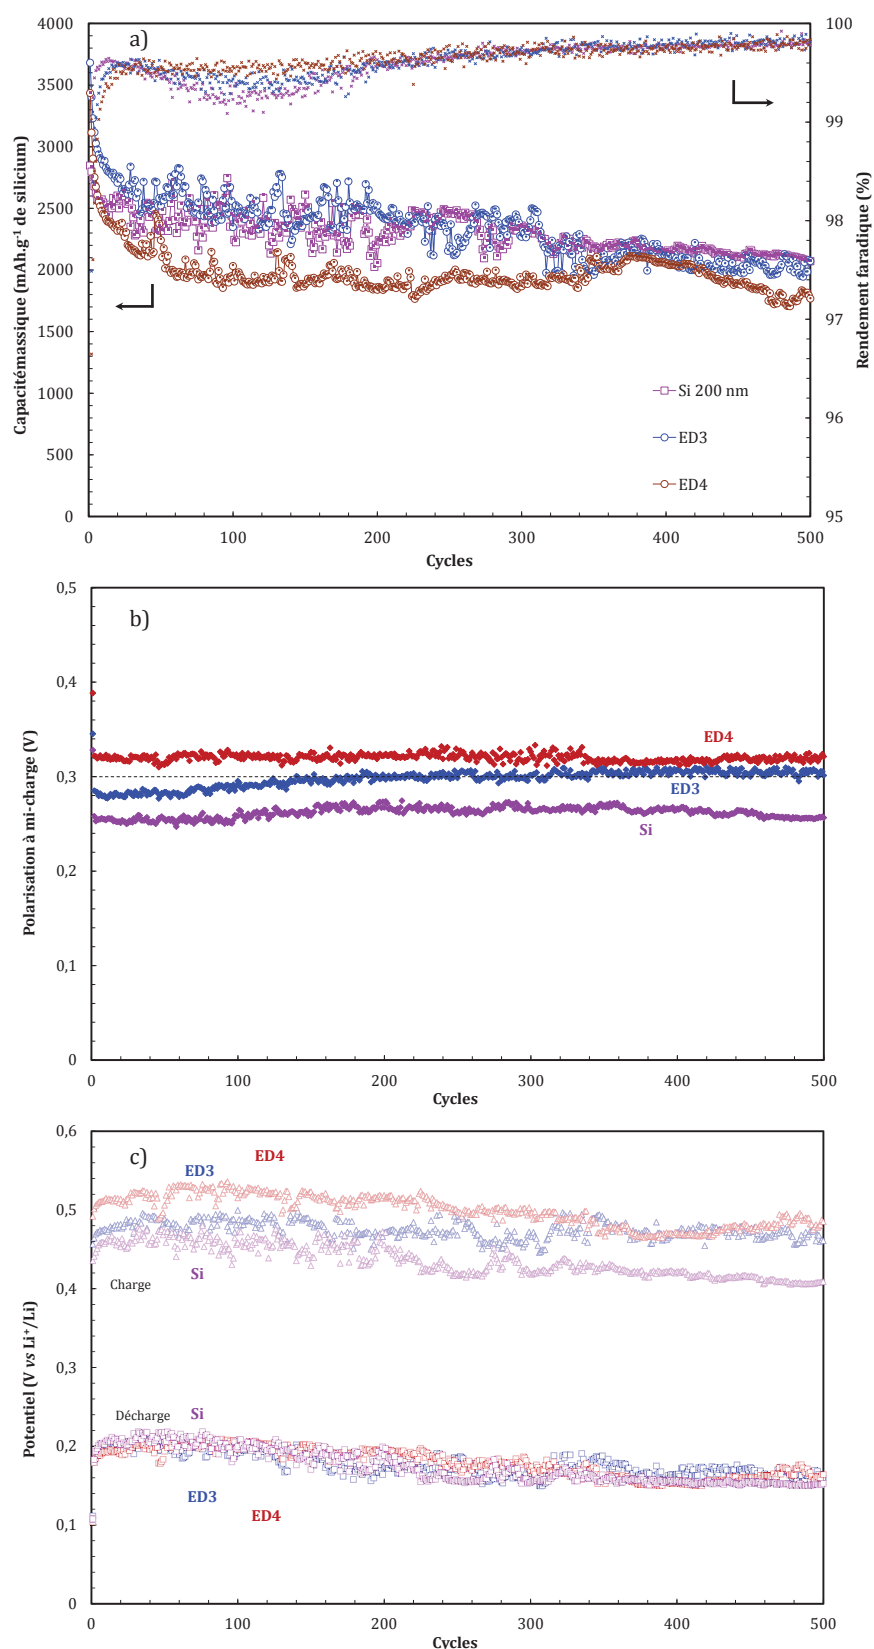 a)
4000
3500
3000
2500
2000
1500
1000
500
0
100
99
98
97
96
95
Capacitémassique (mAh.g⁻¹ de silicium)
Rendement faradique (%)
Si 200 nm
ED3
ED4
0 100 200 300 400 500
Cycles
b)
0,5
0,4
0,3
0,2
0,1
0
Polarisation à mi-charge (V)
ED4
ED3
Si
0 100 200 300 400 500
Cycles
c)
0,6
0,5
0,4
0,3
0,2
0,1
0
Potentiel (V vs Li⁺/Li)
ED4
ED3
Si
Charge
Si
Décharge
ED3
ED4
0 100 200 300 400 500
Cycles